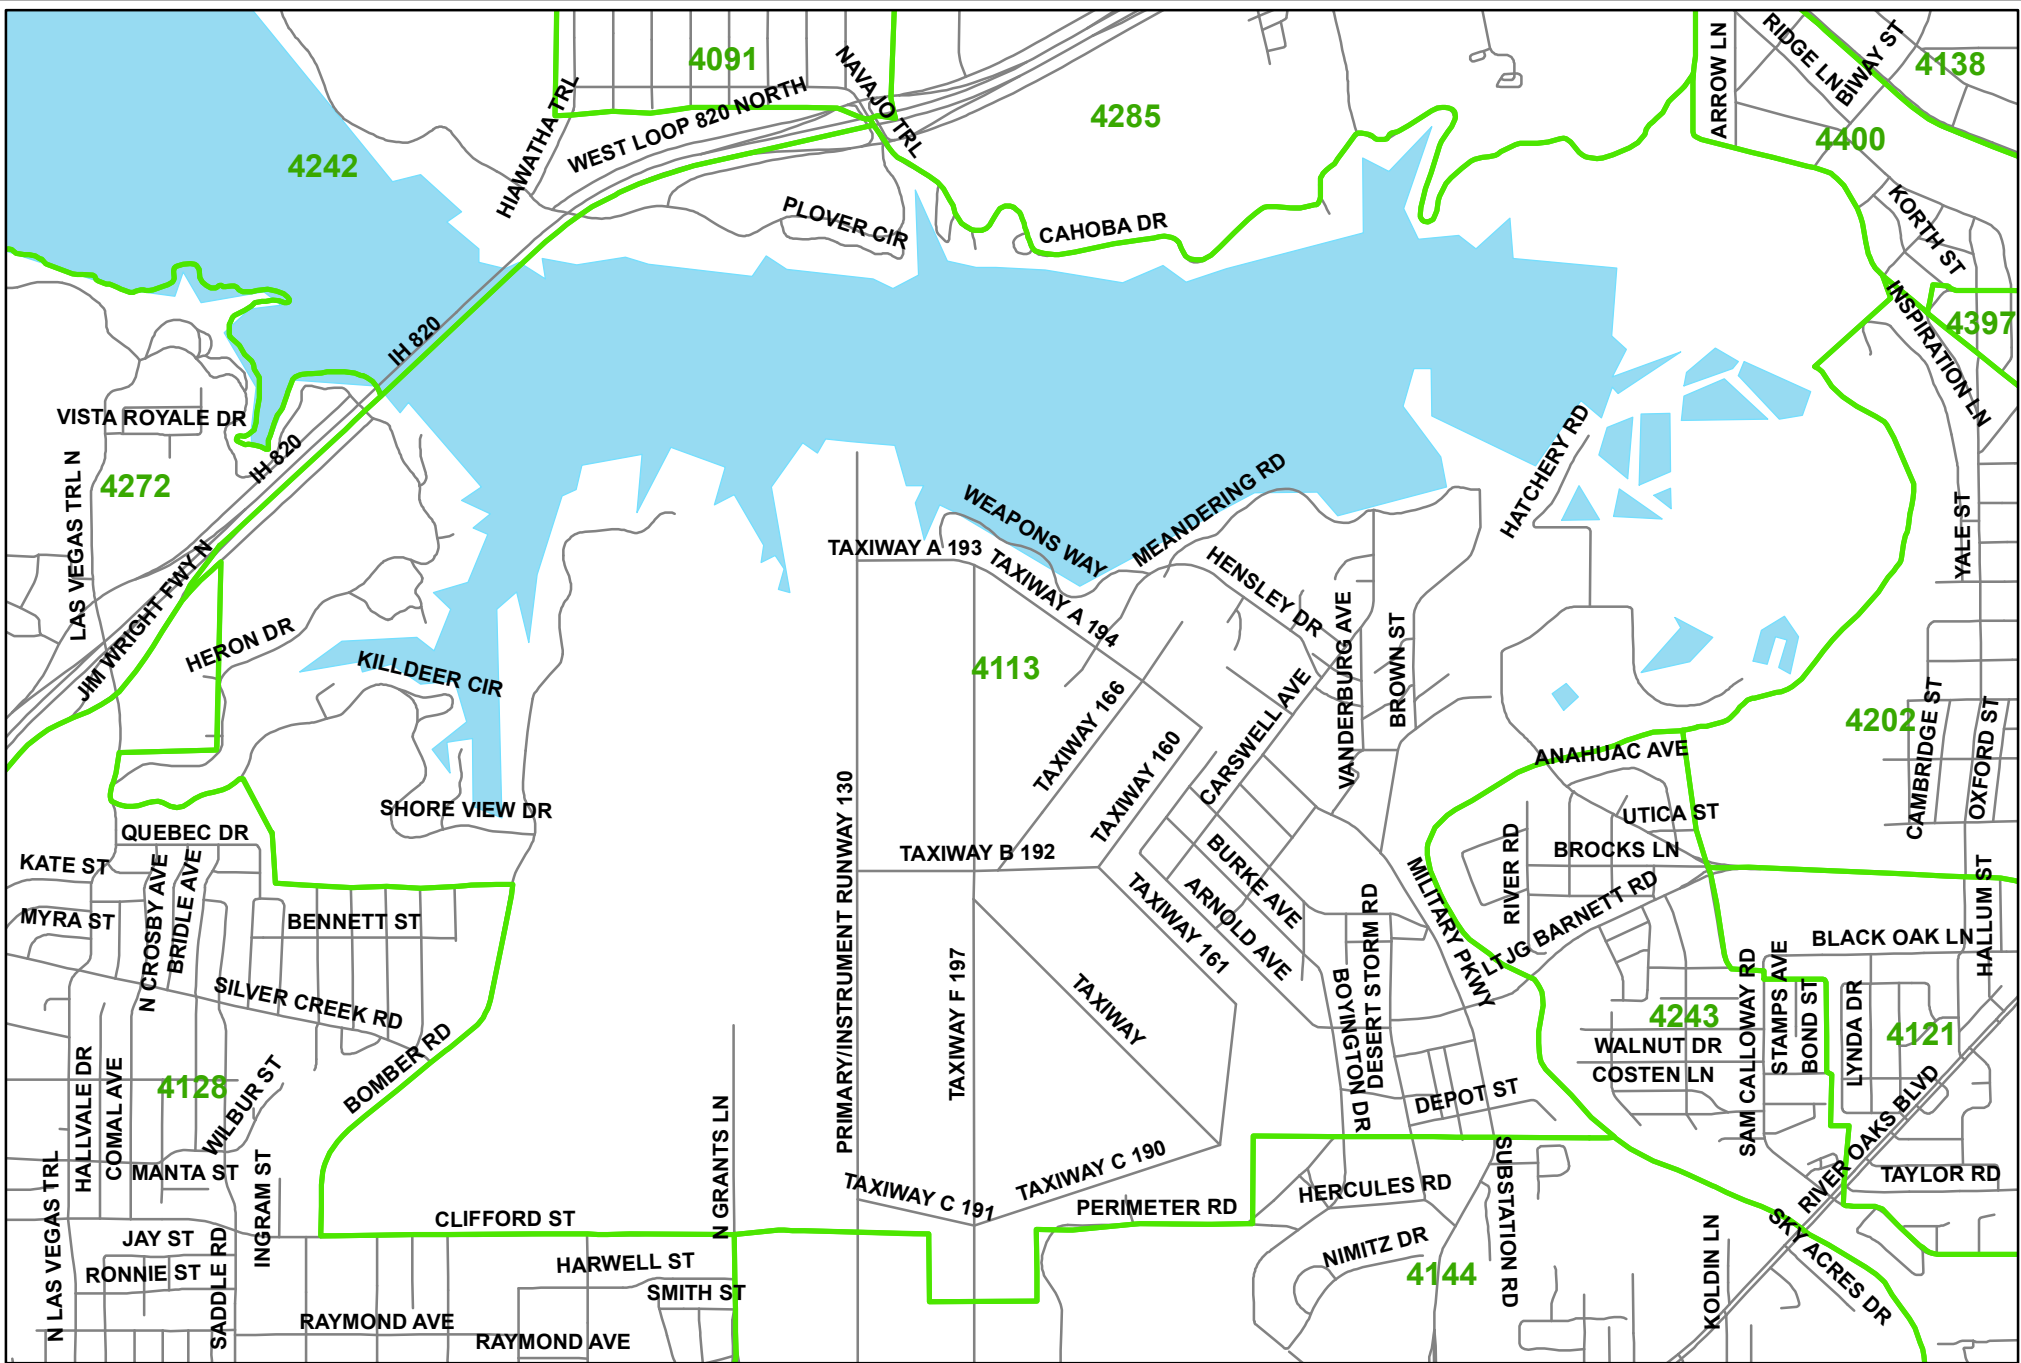 4091
NAVAJO TRL
ARROW LN
RIDGE LN
BIWAY ST
4138
HIAWATHA TRL
WEST LOOP 820 NORTH
4285
4400
4242
PLOVER CIR
CAHOBA DR
KORTH ST
INSPIRATION LN
4397
IH 820
VISTA ROYALE DR
IH 820
4272
LAS VEGAS TRL N
HATCHERY RD
WEAPONS WAY
MEANDERING RD
YALE ST
TAXIWAY A 193
TAXIWAY A 194
HENSLEY DR
JIM WRIGHT FWY N
HERON DR
KILLDEER CIR
4113
VANDERBURG AVE
BROWN ST
TAXIWAY 166
CARSWELL AVE
4202
CAMBRIDGE ST
OXFORD ST
TAXIWAY 160
ANAHUAC AVE
SHORE VIEW DR
UTICA ST
QUEBEC DR
PRIMARY/INSTRUMENT RUNWAY 130
TAXIWAY B 192
BROCKS LN
RIVER RD
KATE ST
N CROSBY AVE
BRIDLE AVE
BURKE AVE
MILITARY PKWY
HALLUM ST
MYRA ST
BENNETT ST
TAXIWAY 161
ARNOLD AVE
DESERT STORM RD
LTJG BARNETT RD
BLACK OAK LN
SILVER CREEK RD
TAXIWAY F 197
TAXIWAY
BOYINGTON DR
4243
SAM CALLOWAY RD
STAMPS AVE
BOND ST
LYNDA DR
4121
BOMBER RD
WALNUT DR
COSTEN LN
HALLVALE DR
COMAL AVE
4128
WILBUR ST
DEPOT ST
RIVER OAKS BLVD
N GRANTS LN
MANTA ST
INGRAM ST
TAXIWAY C 190
TAXIWAY C 191
HERCULES RD
SUBSTATION RD
TAYLOR RD
N LAS VEGAS TRL
CLIFFORD ST
PERIMETER RD
JAY ST
SADDLE RD
HARWELL ST
NIMITZ DR
4144
KOLDIN LN
SKY ACRES DR
RONNIE ST
SMITH ST
RAYMOND AVE
RAYMOND AVE